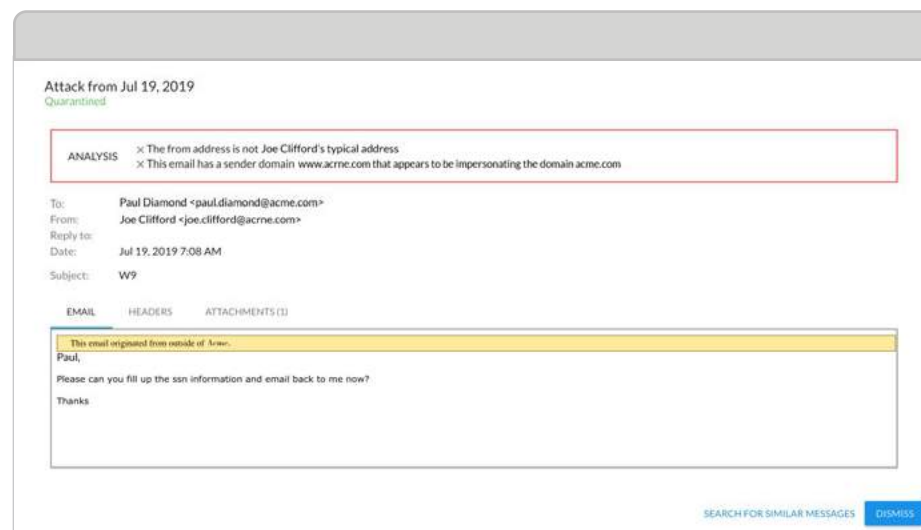 Attack from Jul 19, 2019
Quarantined
ANALYSIS
× The from address is not Joe Clifford's typical address
× This email has a sender domain www.acrne.com that appears to be impersonating the domain acme.com
To: Paul Diamond <paul.diamond@acme.com>
From: Joe Clifford <joe.clifford@acrne.com>
Reply to:
Date: Jul 19, 2019 7:08 AM
Subject: W9
EMAIL HEADERS ATTACHMENTS (1)
This email originated from outside of Acme.
Paul,
Please can you fill up the ssn information and email back to me now?
Thanks
SEARCH FOR SIMILAR MESSAGES DISMISS